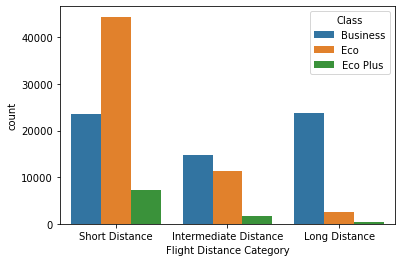 Class
Business
Eco
Eco Plus
40000
30000
20000
10000
0
count
Short Distance
Intermediate Distance
Long Distance
Flight Distance Category